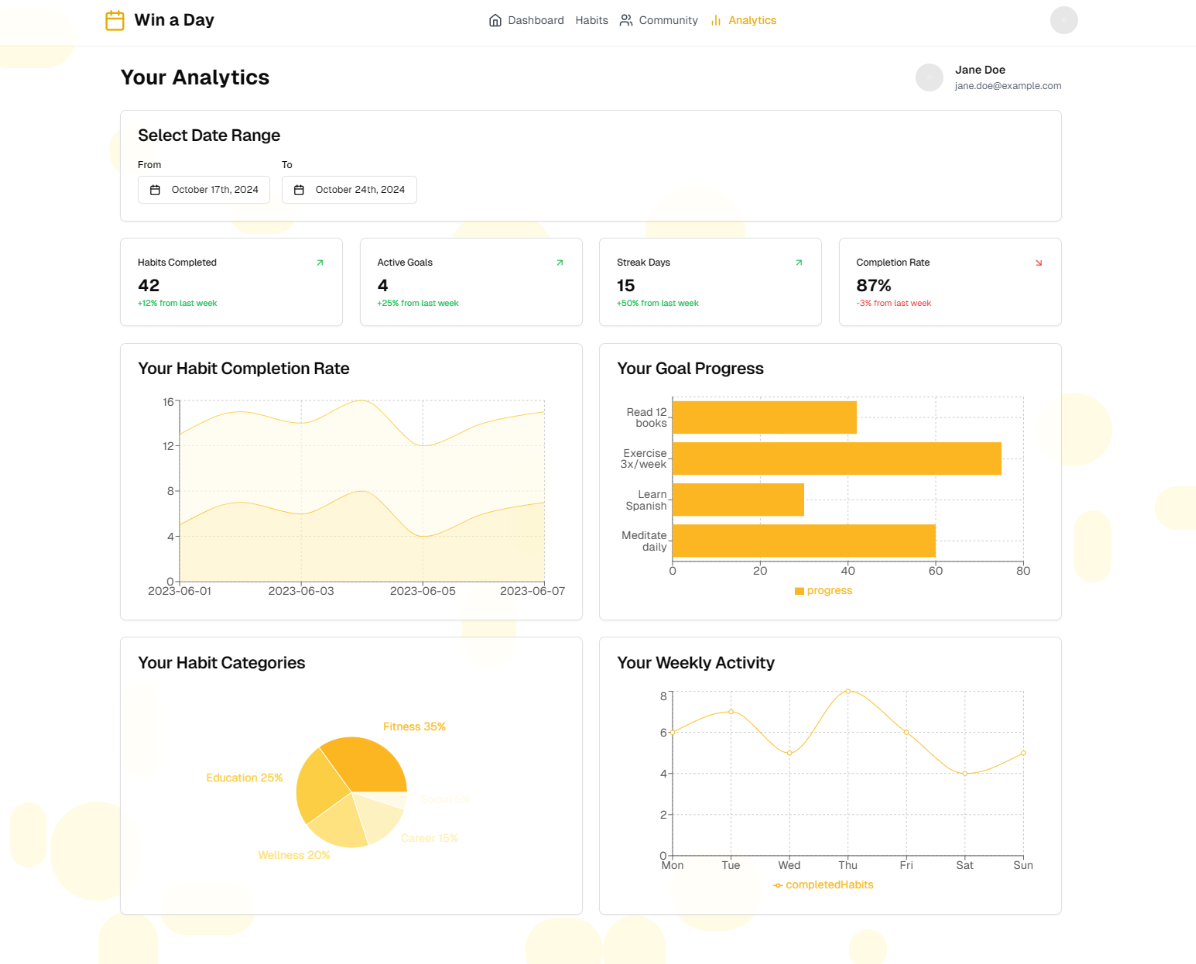 Win a Day
Dashboard
Habits
Community
Analytics
Your Analytics
Jane Doe
jane.doe@example.com
Select Date Range
From
To
October 17th, 2024
October 24th, 2024
Habits Completed
42
+12% from last week
Active Goals
4
+25% from last week
Streak Days
15
+50% from last week
Completion Rate
87%
-3% from last week
Your Habit Completion Rate
16
12
8
4
0
2023-06-01
2023-06-03
2023-06-05
2023-06-07
Your Goal Progress
Read 12
books
Exercise
3x/week
Learn
Spanish
Meditate
daily
0
20
40
60
80
progress
Your Habit Categories
Fitness 35%
Education 25%
Wellness 20%
Career 15%
5%
Your Weekly Activity
8
6
4
2
0
Mon
Tue
Wed
Thu
Fri
Sat
Sun
completedHabits